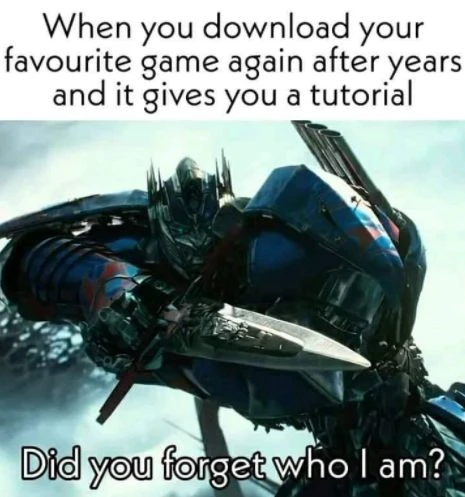 When you download your
favourite game again after years
and it gives you a tutorial
Did you forget who I am?